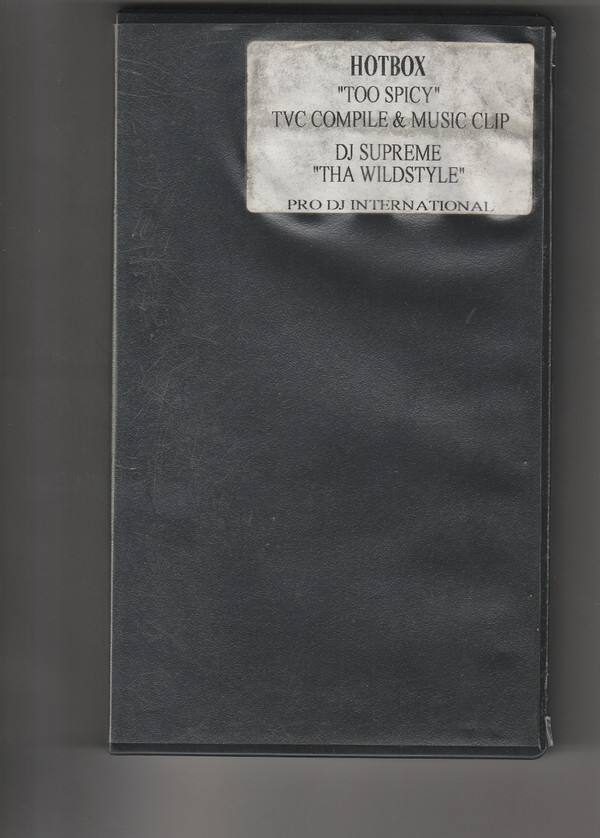 HOTBOX
"TOO SPICY"
TVC COMPILE & MUSIC CLIP
DJ SUPREME
"THA WILDSTYLE"
PRO DJ INTERNATIONAL